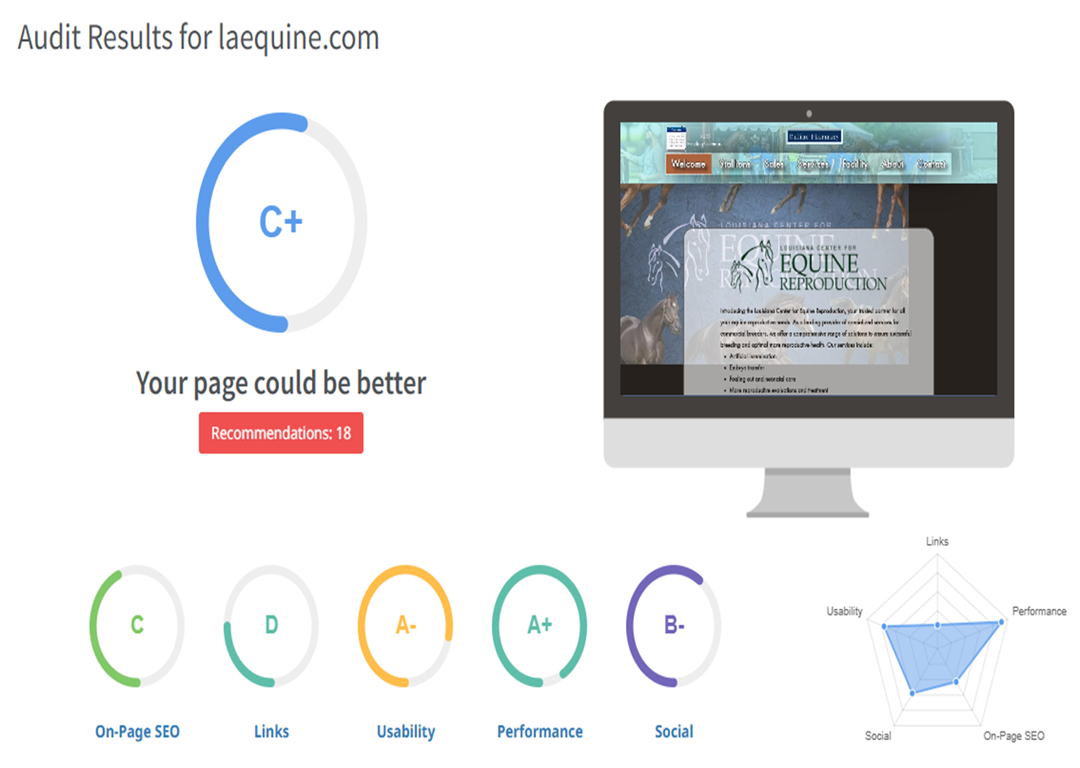 Audit Results for laequine.com
C+
Your page could be better
Recommendations: 18
Welcome Stallions Sales Services Facility About Contact
LOUISIANA CENTER FOR
EQUINE
REPRODUCTION
Introducing the Louisiana Center for Equine Reproduction, your trusted partner for all
your equine reproductive needs. As a leading provider of specialized services for
commercial breeders, we offer a comprehensive range of solutions to ensure successful
breeding and optimal mare reproductive health. Our services include:
• Artificial insemination
• Embryo transfer
• Foaling out and neonatal care
• Mare reproductive evaluations and treatment
C
D
A-
A+
B-
On-Page SEO
Links
Usability
Performance
Social
Links
Usability
Performance
Social
On-Page SEO